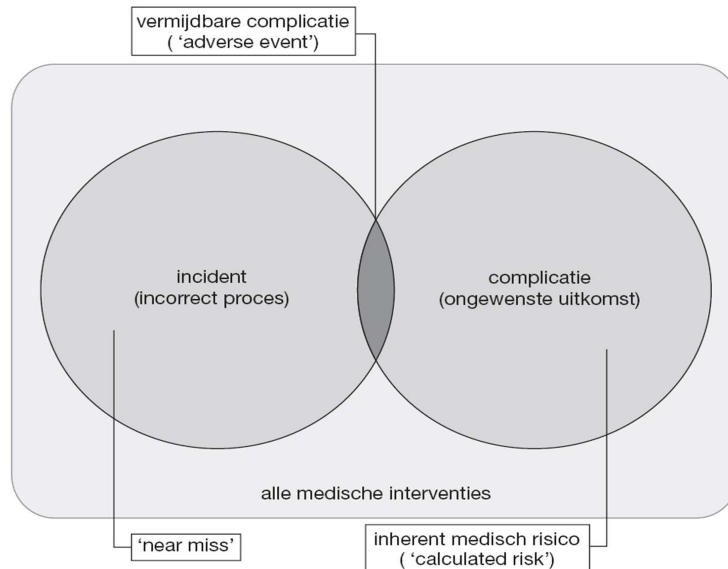 vermijdbare complicatie
( ‘adverse event’)
incident
(incorrect proces)
complicatie
(ongewenste uitkomst)
alle medische interventies
‘near miss’
inherent medisch risico
( ‘calculated risk’)